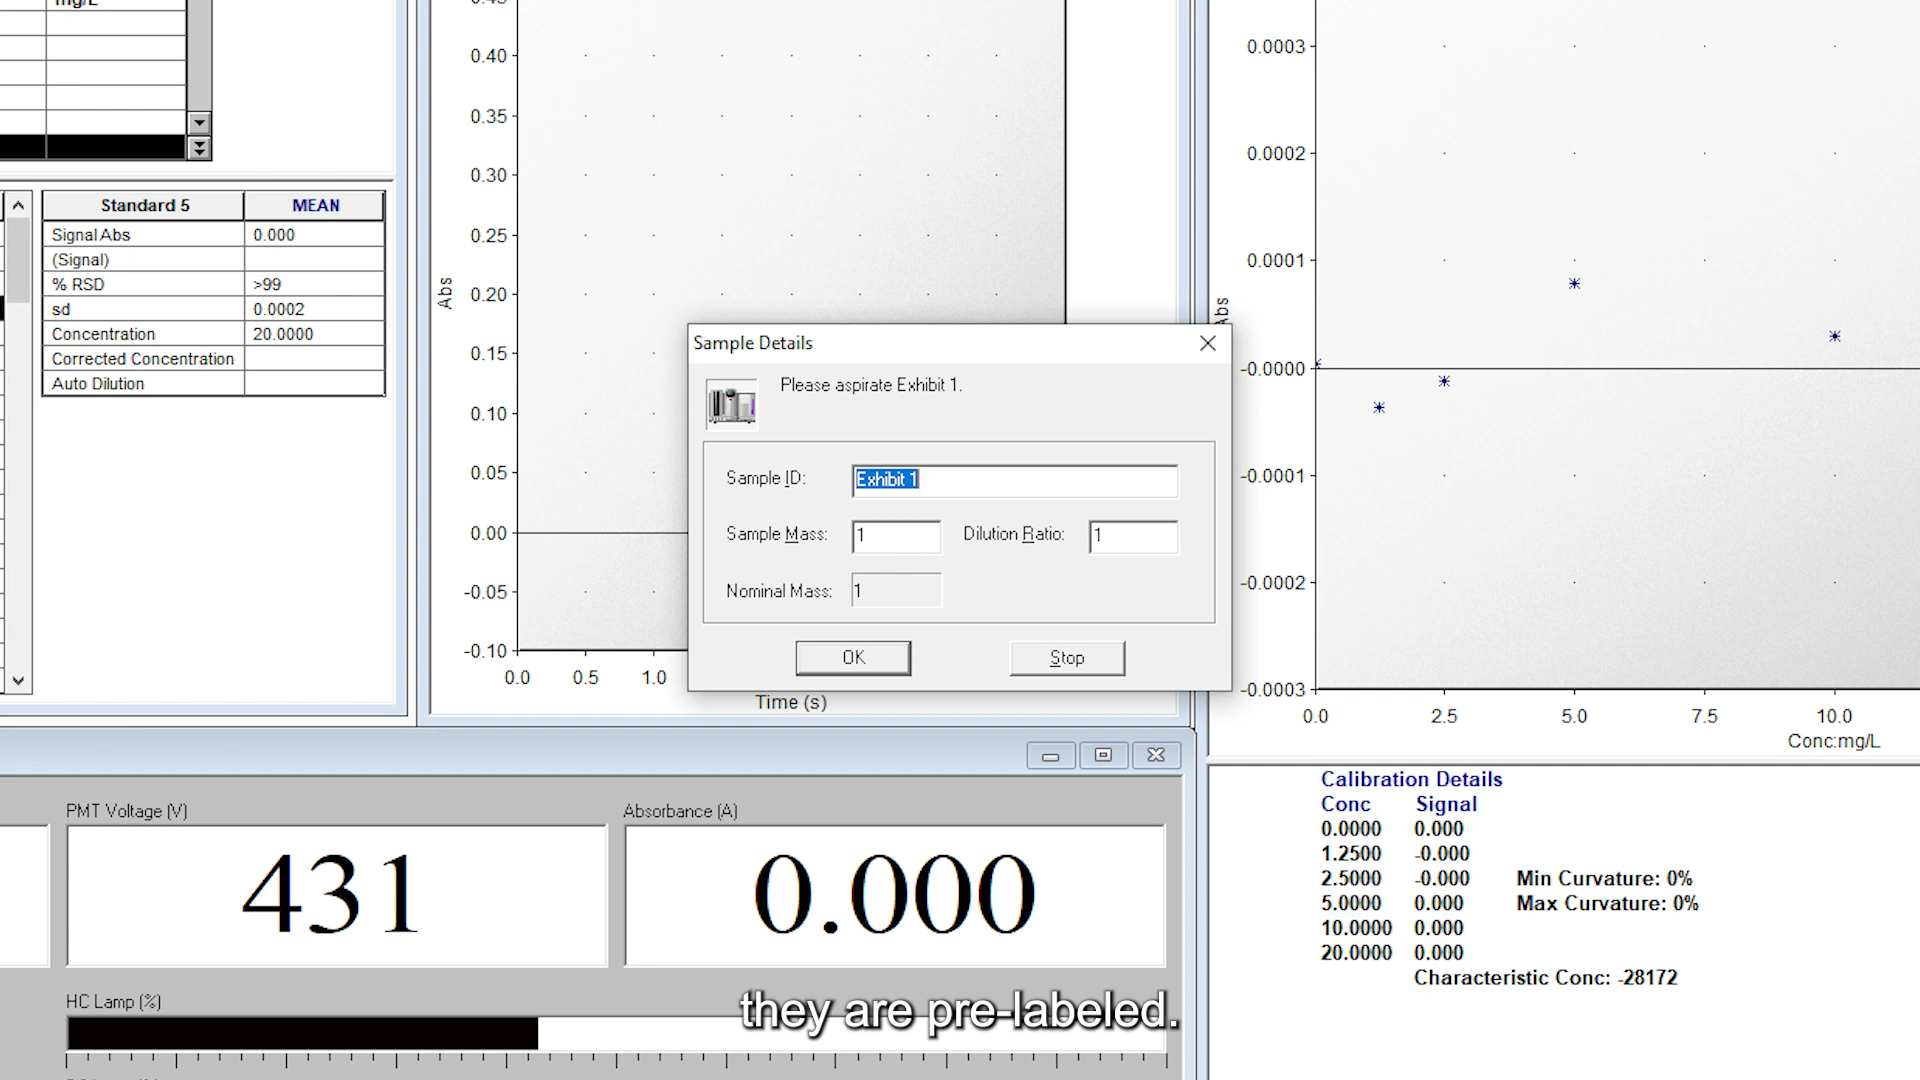 mg/L
Standard 5 MEAN
Signal Abs 0.000
(Signal)
% RSD >99
sd 0.0002
Concentration 20.0000
Corrected Concentration
Auto Dilution
0.40
0.35
0.30
0.25
0.20
0.15
0.10
0.05
0.00
-0.05
-0.10
Abs
0.0 0.5 1.0
Time (s)
Sample Details
Please aspirate Exhibit 1.
Sample ID: Exhibit 1
Sample Mass: 1 Dilution Ratio: 1
Nominal Mass: 1
OK Stop
0.0003
0.0002
0.0001
-0.0000
-0.0001
-0.0002
-0.0003
0.0 2.5 5.0 7.5 10.0
Conc:mg/L
PMT Voltage (V) Absorbance (A)
431 0.000
HC Lamp (%)
Calibration Details
Conc Signal
0.0000 0.000
1.2500 -0.000
2.5000 -0.000 Min Curvature: 0%
5.0000 0.000 Max Curvature: 0%
10.0000 0.000
20.0000 0.000
Characteristic Conc: -28172
they are pre-labeled.